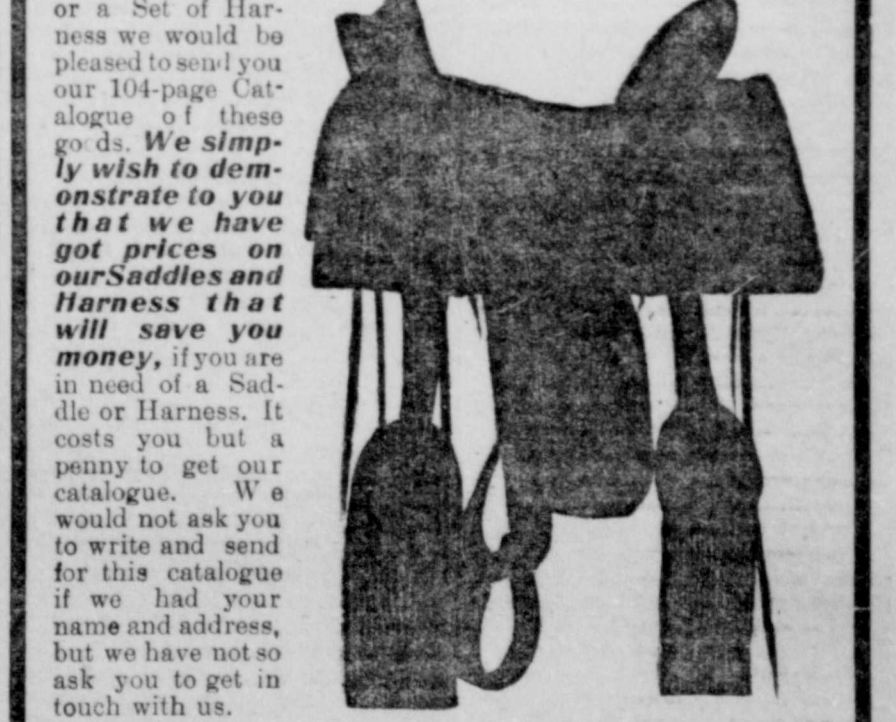 or a Set of Har-
ness we would be
pleased to send you
our 104-page Cat-
alogue of these
go ds. We simp-
ly wish to dem-
onstrate to you
that we have
got prices on
our Saddles and
Harness that
will save you
money, if you are
in need of a Sad-
dle or Harness. It
costs you but a
penny to get our
catalogue. We
would not ask you
to write and send
for this catalogue
if we had your
name and address,
but we have not so
ask you to get in
touch with us.